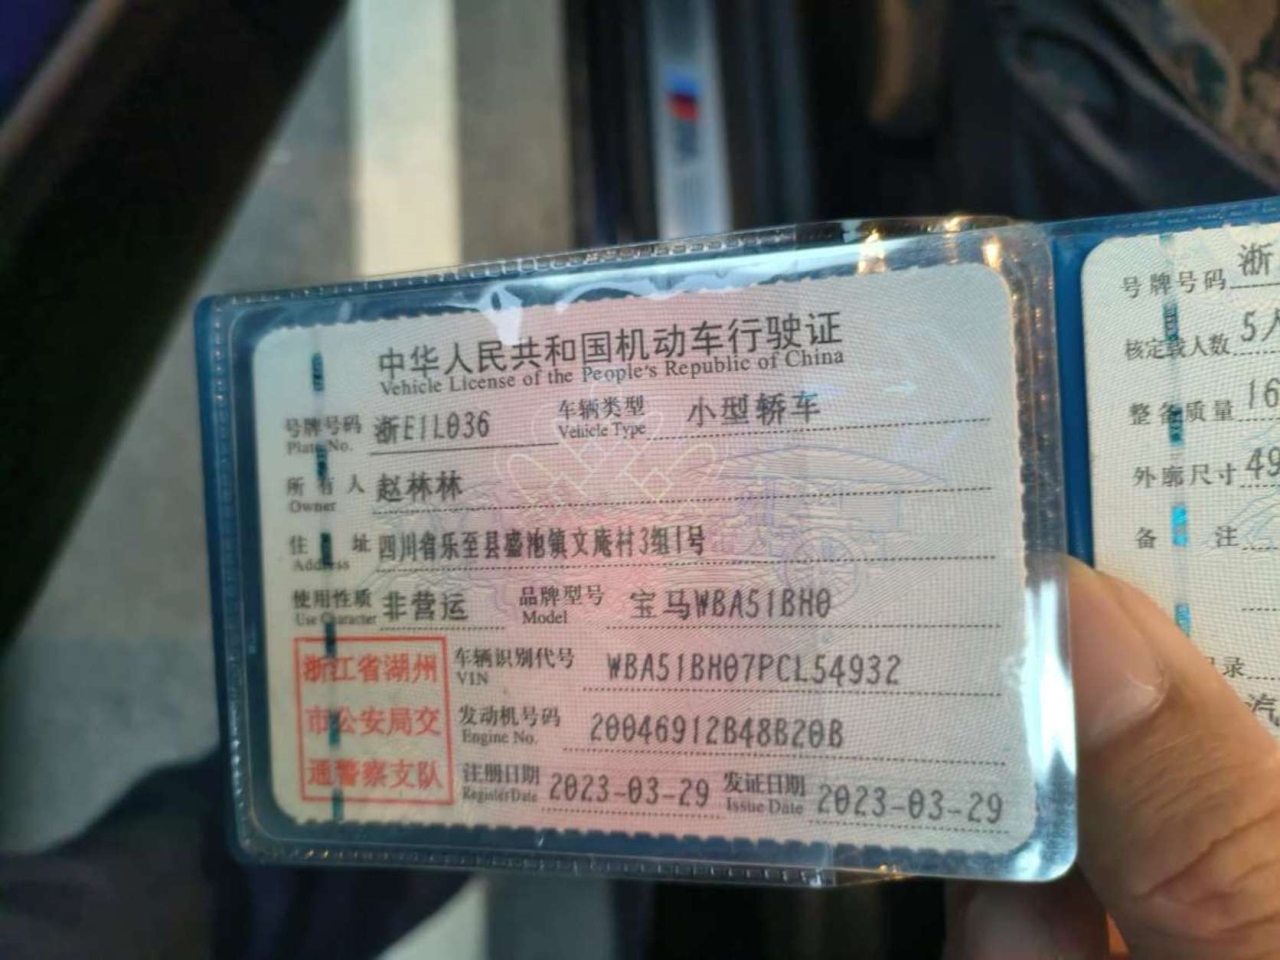 中华人民共和国机动车行驶证
Vehicle License of the People's Republic of China
号牌号码 浙E1L036 车辆类型 小型轿车
Plate No. Vehicle Type
所有人 赵林林
Owner
住址 四川省乐至县盛池镇文庵村3组1号
Address
使用性质 非营运 品牌型号 宝马WBA51BH0
Use Character Model
浙江省湖州
市公安局交
通警察支队
车辆识别代号 WBA51BH07PCL54932
VIN
发动机号码 20046912B48B20B
Engine No.
注册日期 2023-03-29 发证日期 2023-03-29
Register Date Issue Date
号牌号码 浙
核定载人数 5人
整备质量 16
外廓尺寸 49
备注
录
汽